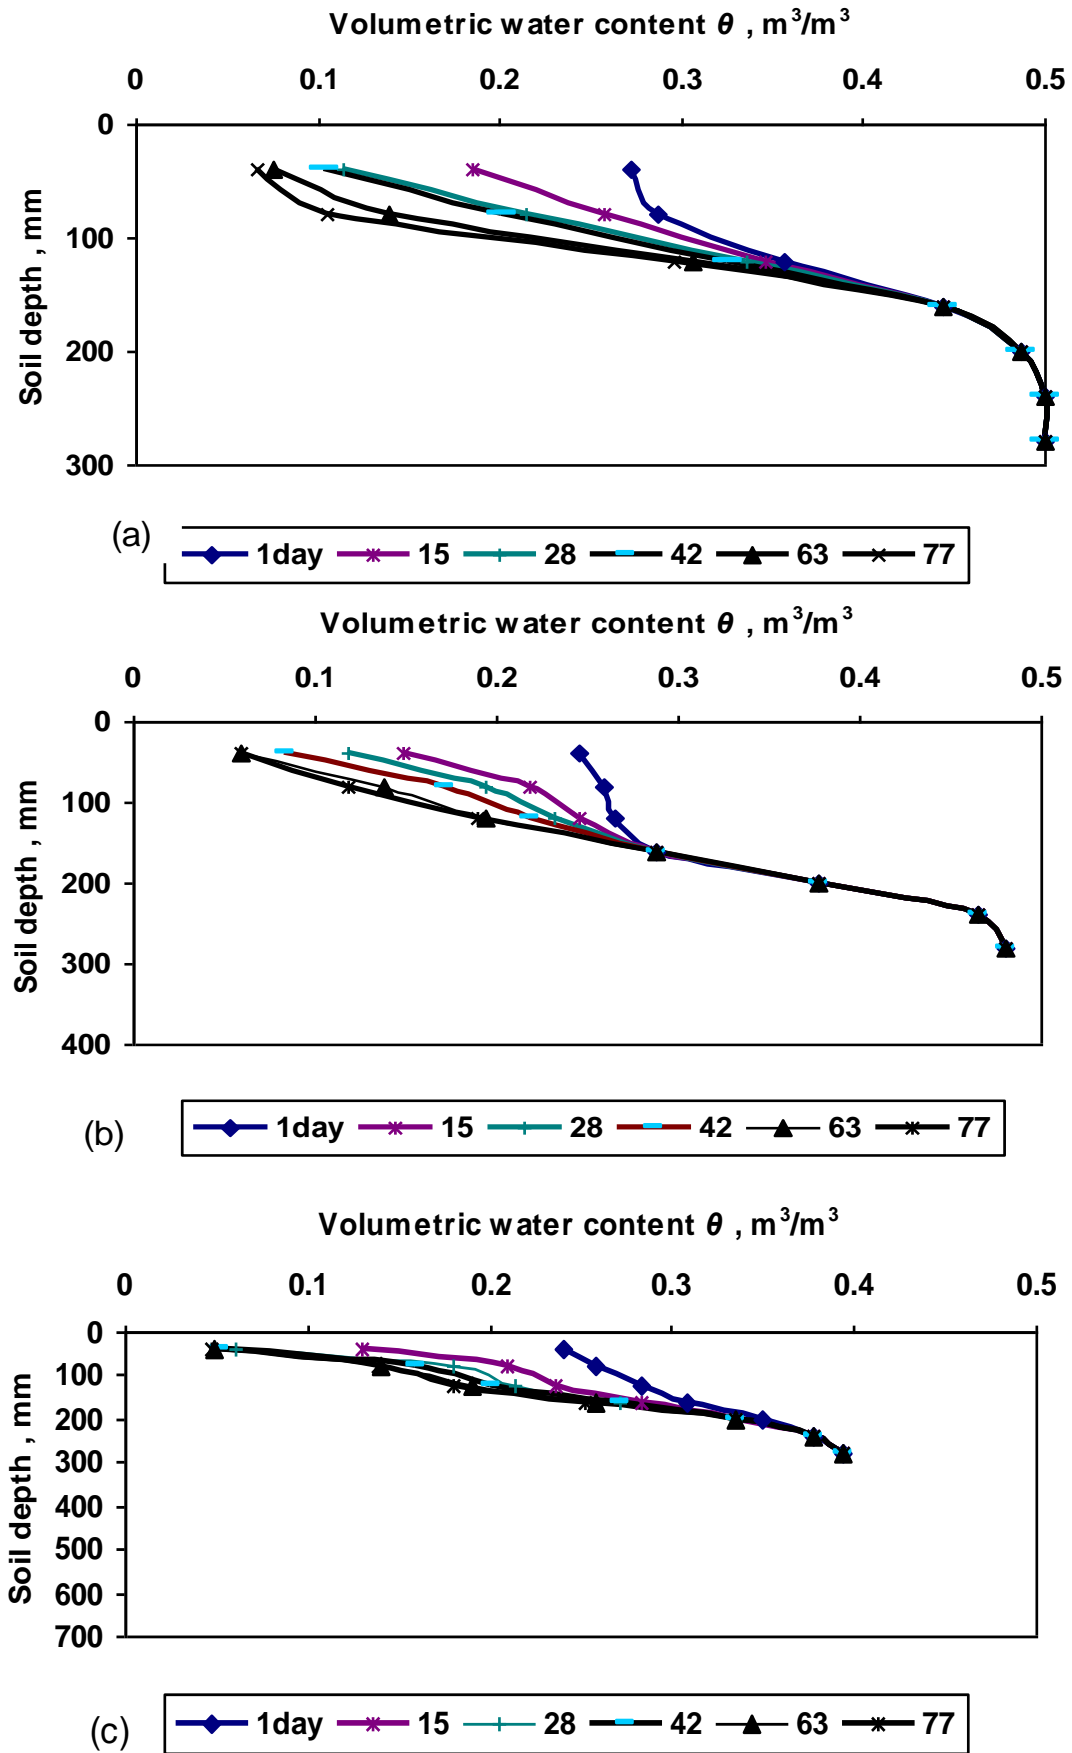 Volumetric water content θ , m³/m³
0 0.1 0.2 0.3 0.4 0.5
0
100
200
300
Soil depth , mm
(a)
1day 15 28 42 63 77
Volumetric water content θ , m³/m³
0 0.1 0.2 0.3 0.4 0.5
0
100
200
300
400
Soil depth , mm
(b)
1day 15 28 42 63 77
Volumetric water content θ , m³/m³
0 0.1 0.2 0.3 0.4 0.5
0
100
200
300
400
500
600
700
Soil depth , mm
(c)
1day 15 28 42 63 77